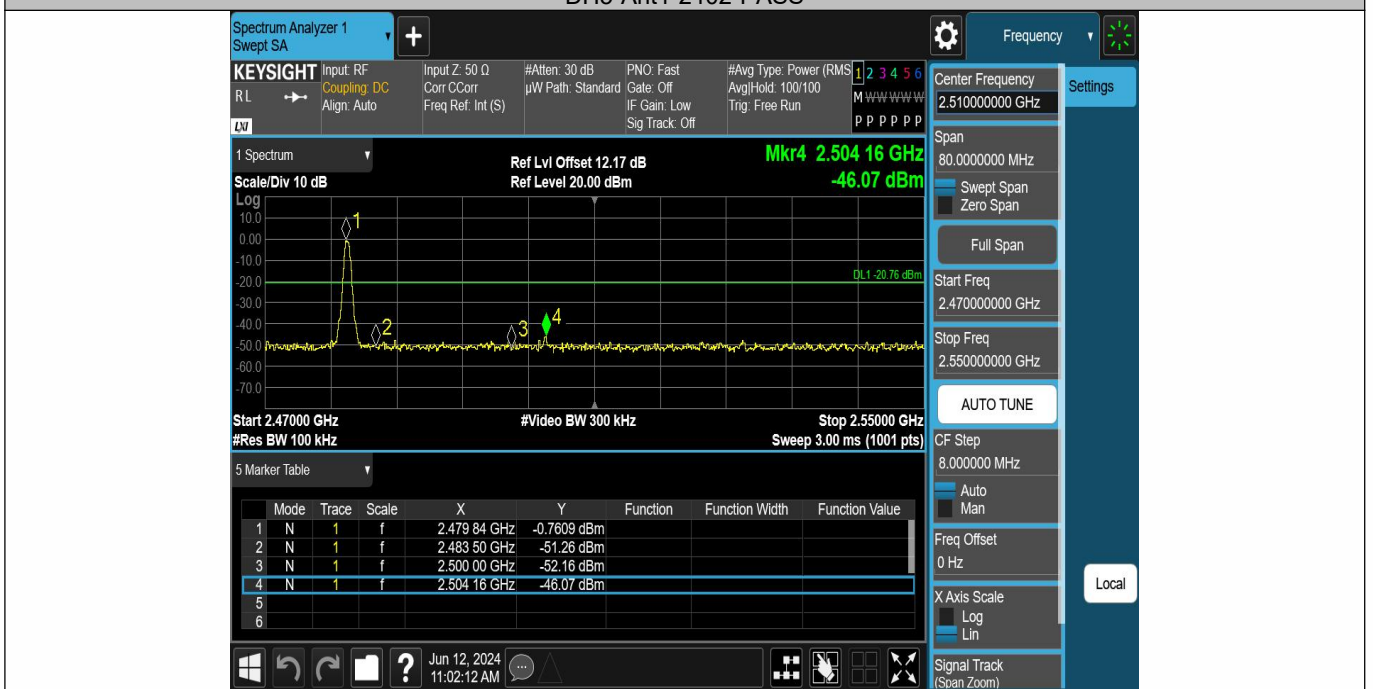 Spectrum Analyzer 1
Swept SA
Frequency
KEYSIGHT
RL
LXI
Input: RF
Coupling: DC
Align: Auto
Input Z: 50 Ω
Corr CCorr
Freq Ref: Int (S)
#Atten: 30 dB
µW Path: Standard
PNO: Fast
Gate: Off
IF Gain: Low
Sig Track: Off
#Avg Type: Power (RMS
Avg|Hold: 100/100
Trig: Free Run
1 2 3 4 5 6
M W W W W W
P P P P P P
1 Spectrum
Scale/Div 10 dB
Ref Lvl Offset 12.17 dB
Ref Level 20.00 dBm
Mkr4 2.504 16 GHz
-46.07 dBm
Log
10.0
0.00
-10.0
-20.0
-30.0
-40.0
-50.0
-60.0
-70.0
1
2
3
4
DL1 -20.76 dBm
Start 2.47000 GHz
#Video BW 300 kHz
Stop 2.55000 GHz
#Res BW 100 kHz
Sweep 3.00 ms (1001 pts)
5 Marker Table
Mode Trace Scale X Y Function Function Width Function Value
1 N 1 f 2.479 84 GHz -0.7609 dBm
2 N 1 f 2.483 50 GHz -51.26 dBm
3 N 1 f 2.500 00 GHz -52.16 dBm
4 N 1 f 2.504 16 GHz -46.07 dBm
5
6
Jun 12, 2024
11:02:12 AM
Center Frequency
2.510000000 GHz
Settings
Span
80.0000000 MHz
Swept Span
Zero Span
Full Span
Start Freq
2.470000000 GHz
Stop Freq
2.550000000 GHz
AUTO TUNE
CF Step
8.000000 MHz
Auto
Man
Freq Offset
0 Hz
X Axis Scale
Log
Lin
Local
Signal Track
(Span Zoom)